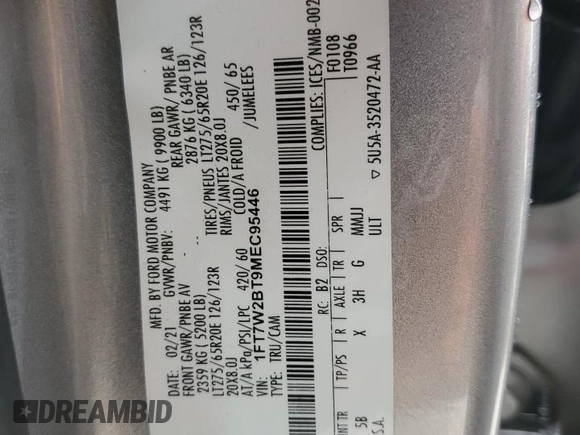 MFD. BY FORD MOTOR COMPANY
DATE: 02/21 GVWR/PNBV: 4491 KG ( 9900 LB)
FRONT GAWR/PNBE AV REAR GAWR/ PNBE AR
2359 KG ( 5200 LB) 2876 KG ( 6340 LB)
LT275/65R20E 126/123R TIRES/PNEUS LT275/65R20E 126/123R
20X8.0J RIMS/JANTES 20X8.0J
AT/A kPa/PSI/LPC 420/60 COLD/A FROID 450/65
VIN: 1FT7W2BT9MEC95446 /JUMELEES
TYPE: TRU/CAM
COMPLIES: ICES/NMB-002
F0108
RC: B2 DSO: T0966
INT TR TP/PS R AXLE TR SPR
5B X 3H G MMJJ
U.S.A. ULT ▽ 5U5A-3520472-AA
DREAMBID